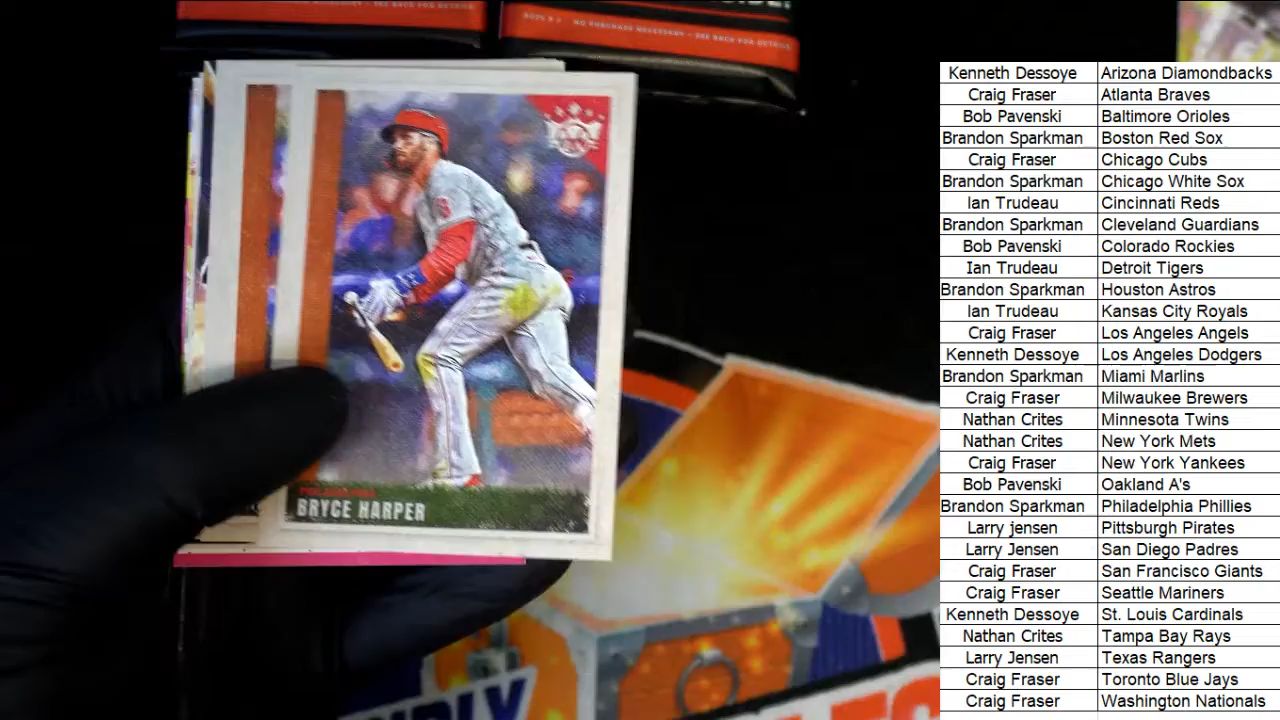 NO PURCHASE NECESSARY - SEE BACK FOR DETAILS
PHILADELPHIA
BRYCE HARPER
Kenneth Dessoye Arizona Diamondbacks
Craig Fraser Atlanta Braves
Bob Pavenski Baltimore Orioles
Brandon Sparkman Boston Red Sox
Craig Fraser Chicago Cubs
Brandon Sparkman Chicago White Sox
Ian Trudeau Cincinnati Reds
Brandon Sparkman Cleveland Guardians
Bob Pavenski Colorado Rockies
Ian Trudeau Detroit Tigers
Brandon Sparkman Houston Astros
Ian Trudeau Kansas City Royals
Craig Fraser Los Angeles Angels
Kenneth Dessoye Los Angeles Dodgers
Brandon Sparkman Miami Marlins
Craig Fraser Milwaukee Brewers
Nathan Crites Minnesota Twins
Nathan Crites New York Mets
Craig Fraser New York Yankees
Bob Pavenski Oakland A's
Brandon Sparkman Philadelphia Phillies
Larry jensen Pittsburgh Pirates
Larry Jensen San Diego Padres
Craig Fraser San Francisco Giants
Craig Fraser Seattle Mariners
Kenneth Dessoye St. Louis Cardinals
Nathan Crites Tampa Bay Rays
Larry Jensen Texas Rangers
Craig Fraser Toronto Blue Jays
Craig Fraser Washington Nationals